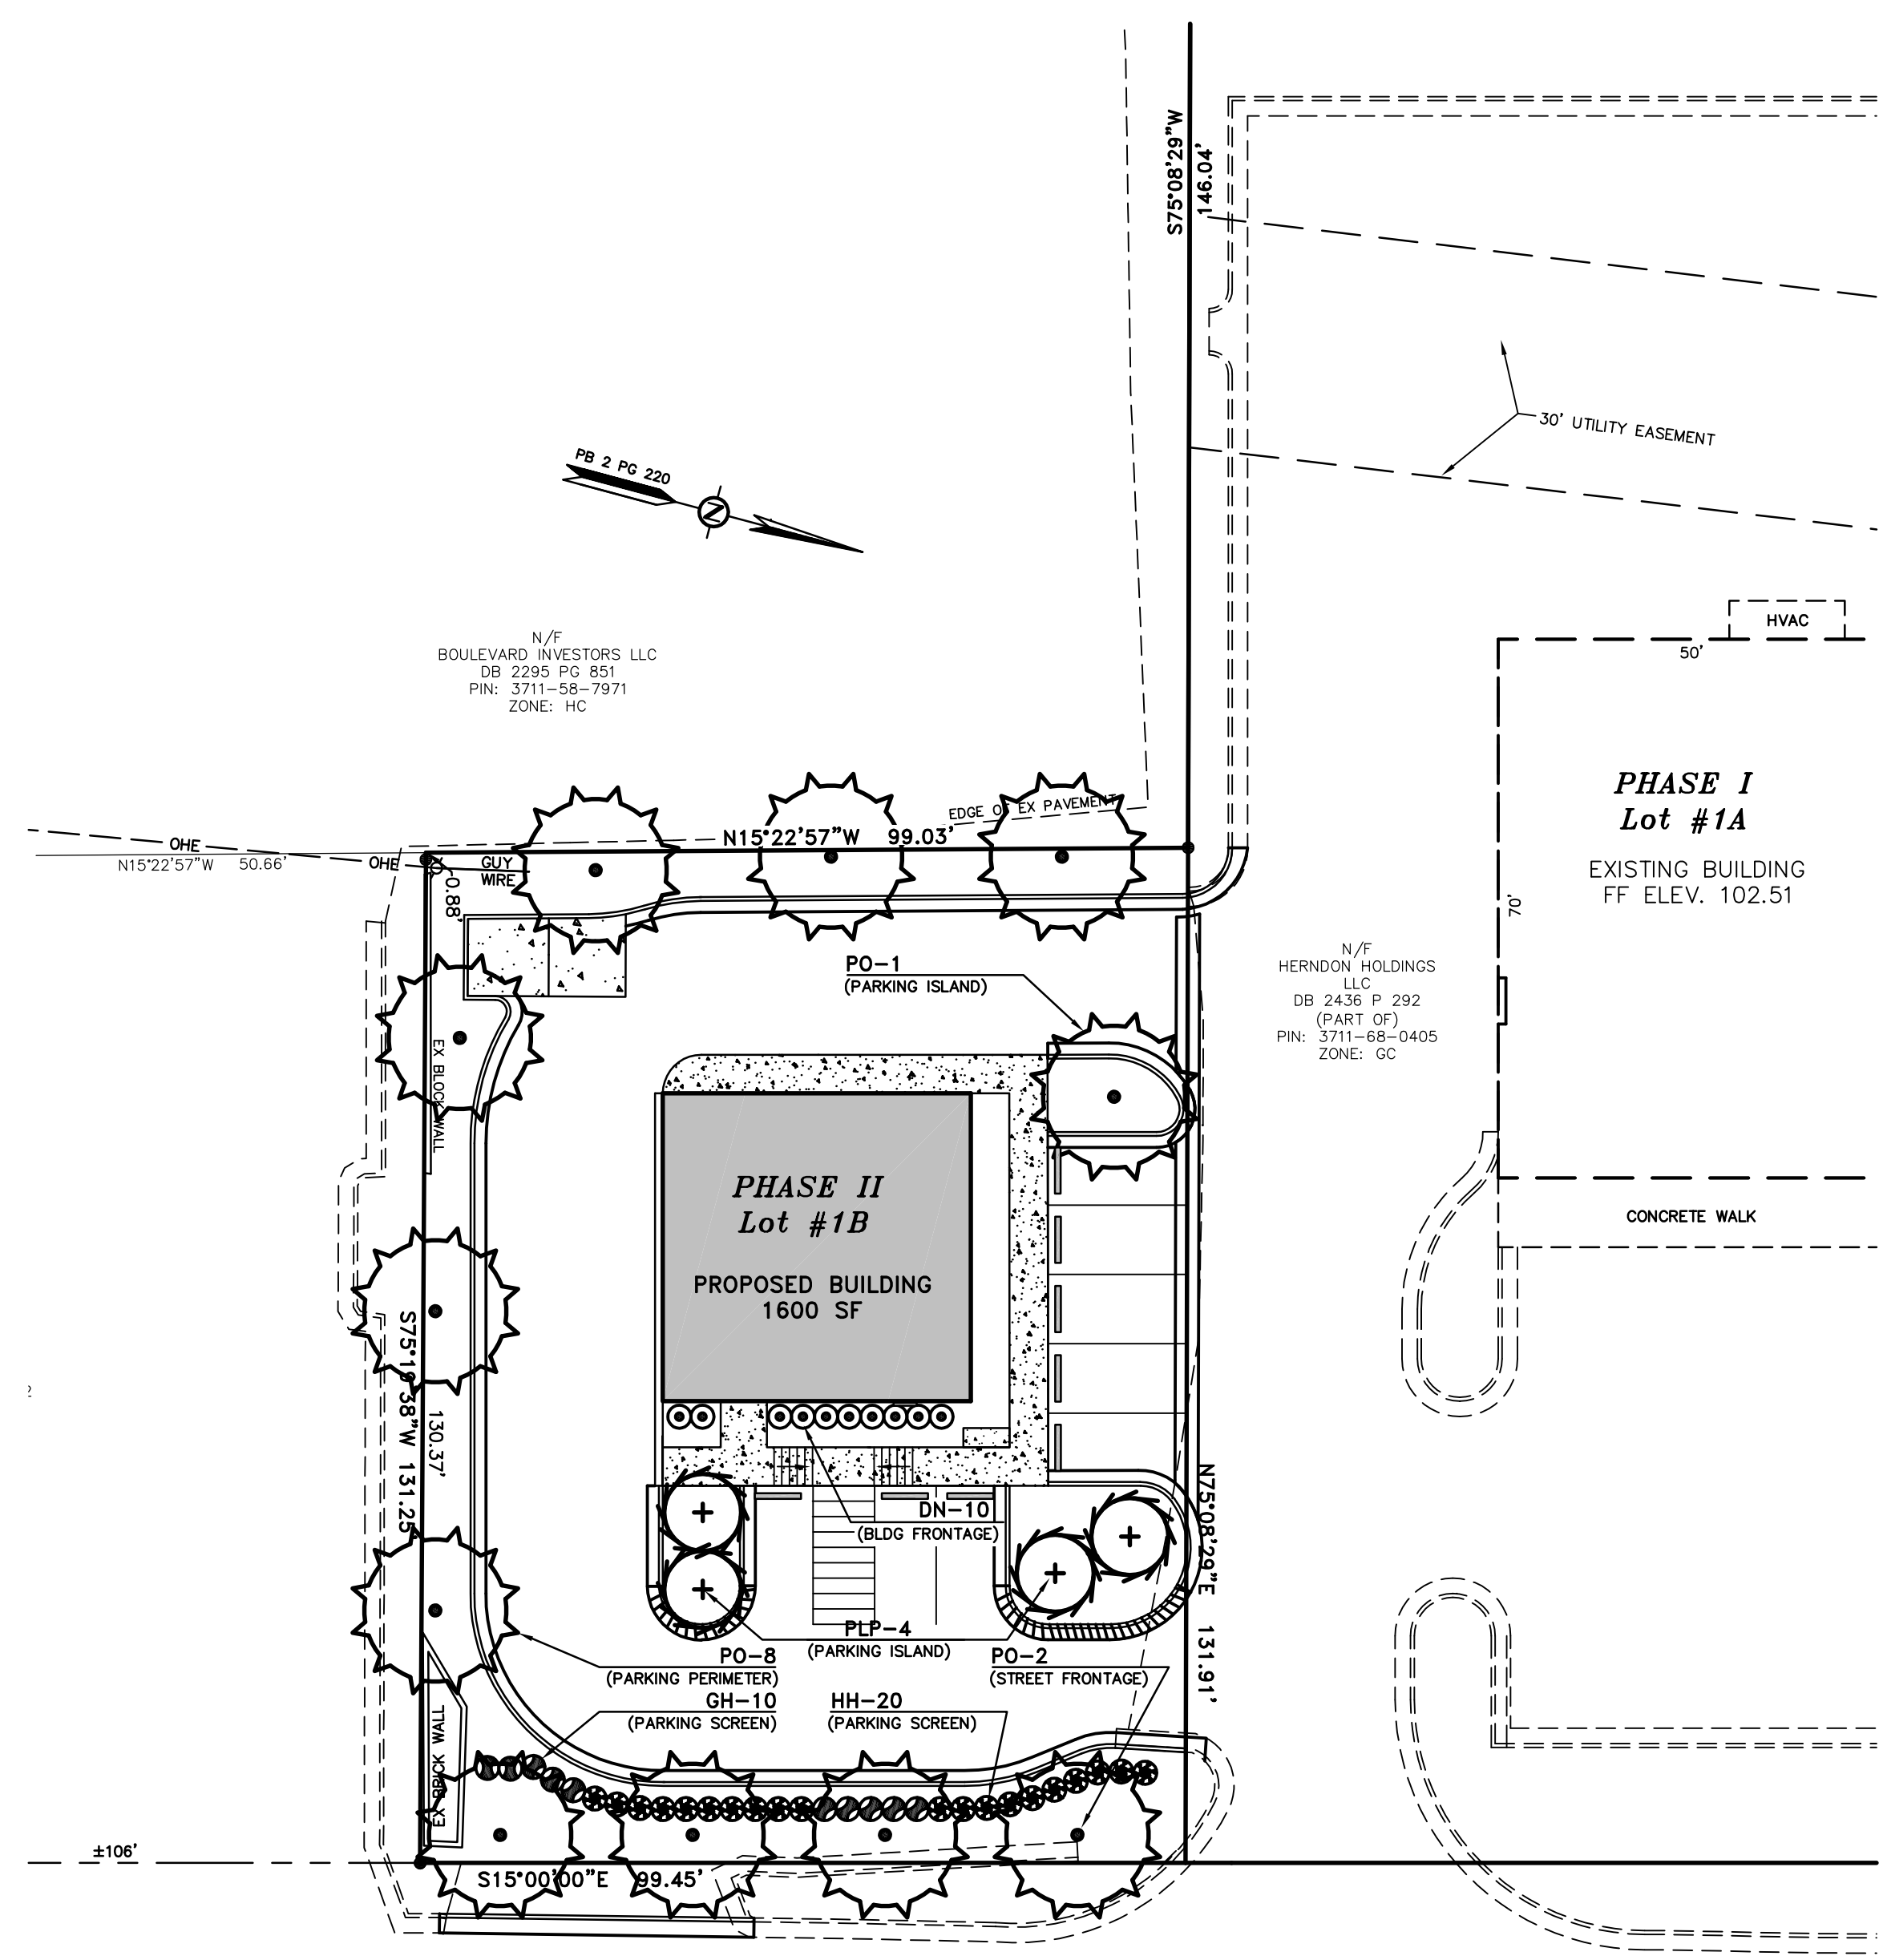 S75°08'29"W
146.04'
30' UTILITY EASEMENT
PB 2 PG 220
N
HVAC
50'
N/F
BOULEVARD INVESTORS LLC
DB 2295 PG 851
PIN: 3711-58-7971
ZONE: HC
PHASE I
Lot #1A
EXISTING BUILDING
FF ELEV. 102.51
70'
EDGE OF EX PAVEMENT
N15°22'57"W 99.03'
OHE
N15°22'57"W 50.66'
OHE
GUY
WIRE
0.88'
N/F
HERNDON HOLDINGS
LLC
DB 2436 P 292
(PART OF)
PIN: 3711-68-0405
ZONE: GC
PO-1
(PARKING ISLAND)
EX BLOCK WALL
PHASE II
Lot #1B
PROPOSED BUILDING
1600 SF
CONCRETE WALK
S75°19'38"W 131.25'
130.37'
N75°08'29"E 131.91'
DN-10
(BLDG FRONTAGE)
PLP-4
(PARKING ISLAND)
PO-8
(PARKING PERIMETER)
PO-2
(STREET FRONTAGE)
GH-10
(PARKING SCREEN)
HH-20
(PARKING SCREEN)
EX BRICK WALL
±106'
S15°00'00"E 99.45'